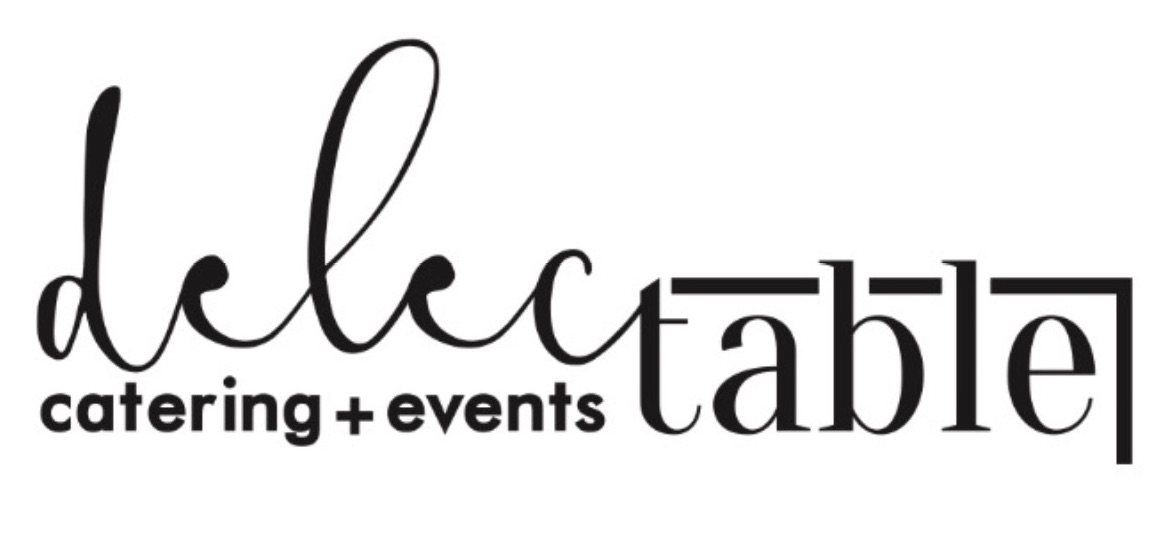 delectable
catering + events